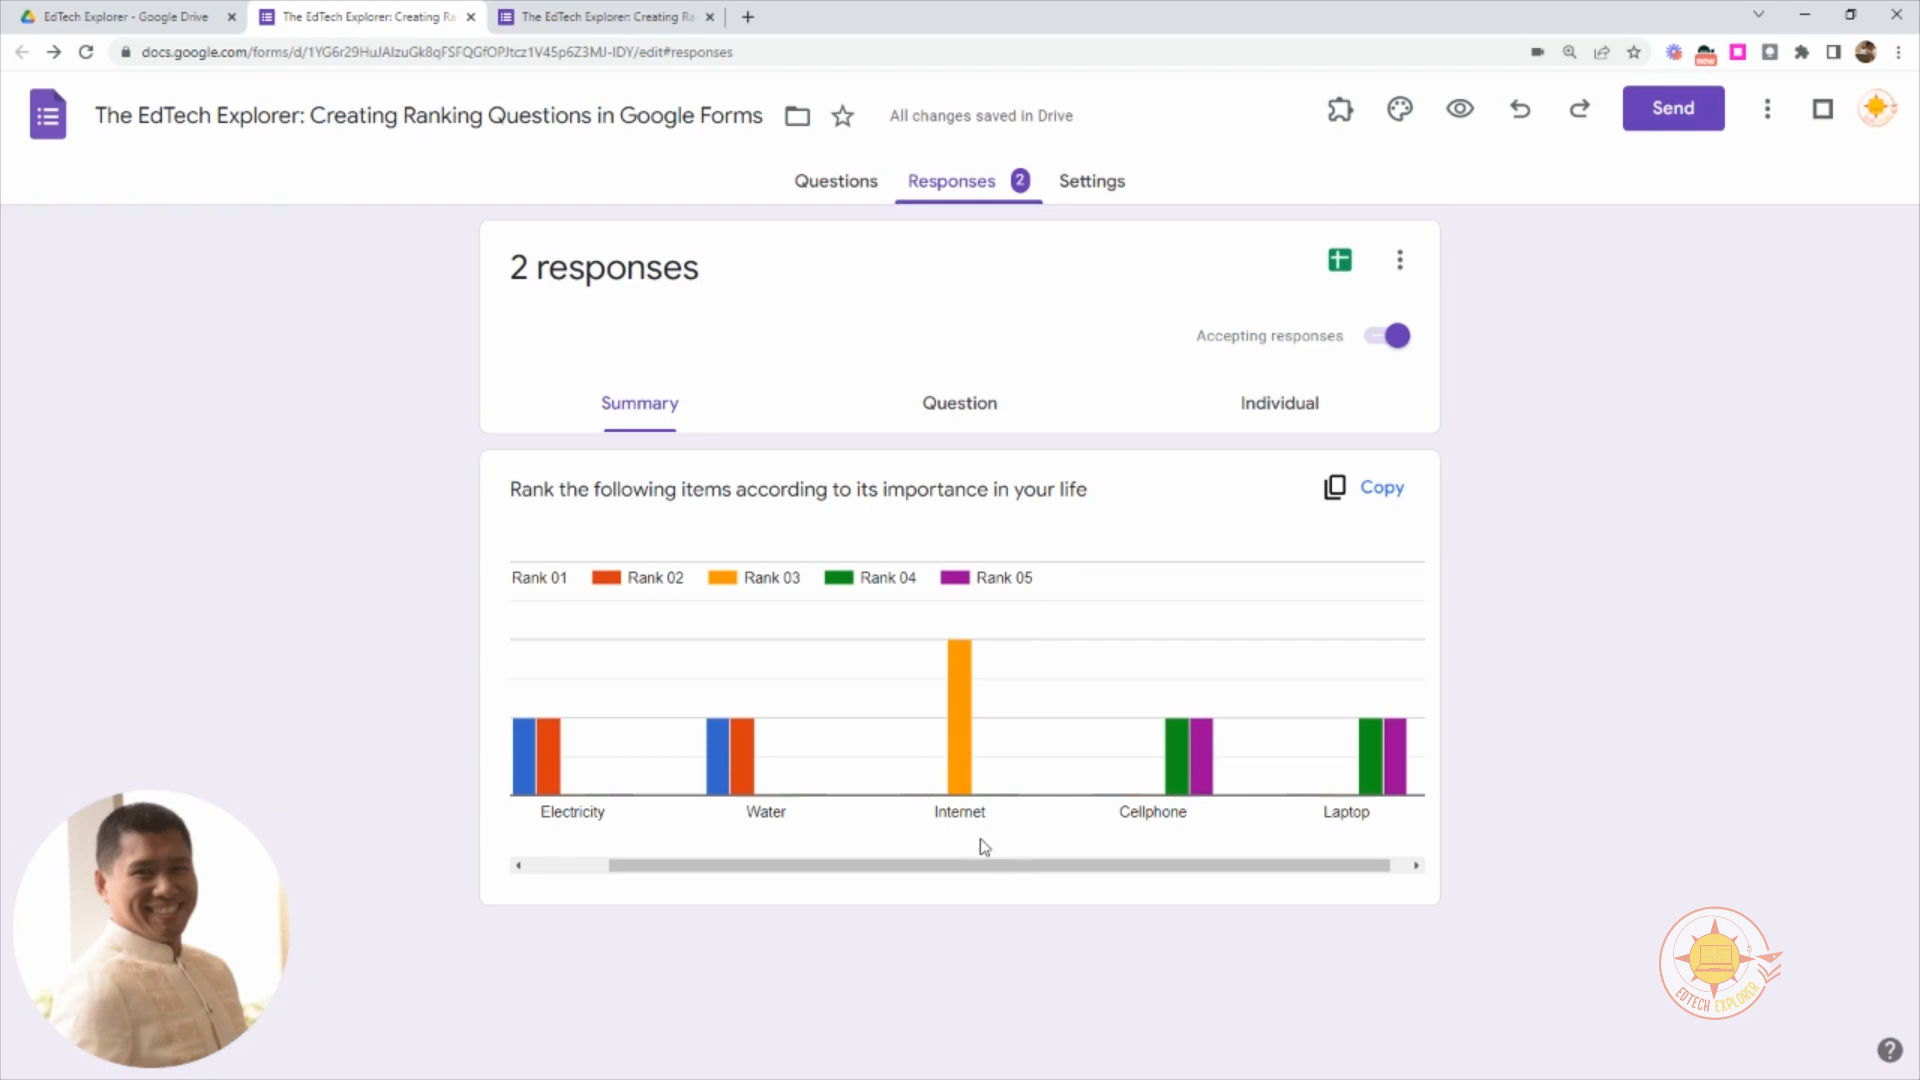 EdTech Explorer - Google Drive
The EdTech Explorer: Creating Ra
The EdTech Explorer: Creating Ra
docs.google.com/forms/d/1YG6r29HuJAIzuGk8qFSFQGfOPJtcz1V45p6Z3MJ-IDY/edit#responses
new
The EdTech Explorer: Creating Ranking Questions in Google Forms
All changes saved in Drive
Send
Questions
Responses 2
Settings
2 responses
Accepting responses
Summary
Question
Individual
Rank the following items according to its importance in your life
Copy
Rank 01
Rank 02
Rank 03
Rank 04
Rank 05
Electricity
Water
Internet
Cellphone
Laptop
EDTECH EXPLORER